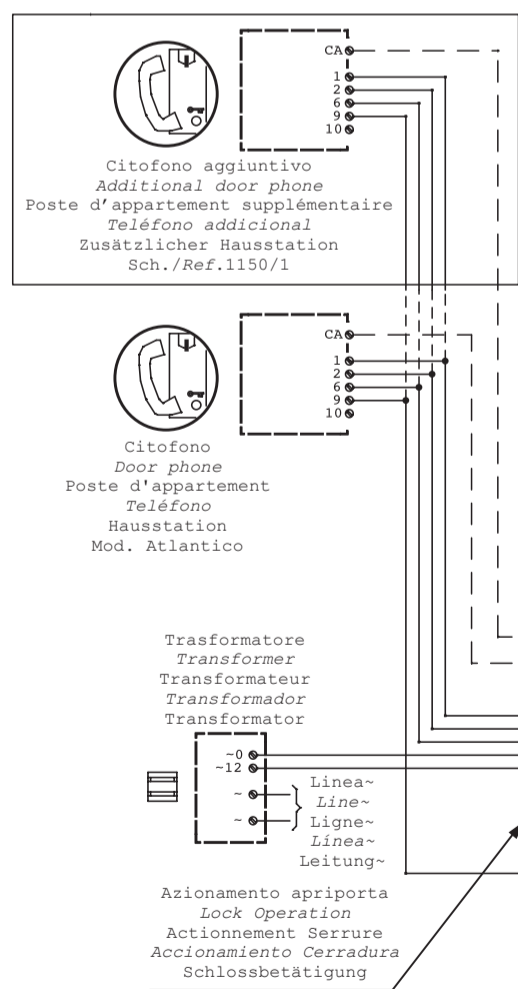 CA
1
2
6
9
10
Citofono aggiuntivo
Additional door phone
Poste d’appartement supplémentaire
Teléfono addicional
Zusätzlicher Hausstation
Sch./Ref.1150/1
CA
1
2
6
9
10
Citofono
Door phone
Poste d'appartement
Teléfono
Hausstation
Mod. Atlantico
Trasformatore
Transformer
Transformateur
Transformador
Transformator
~0
~12
~
~
Linea~
Line~
Ligne~
Línea~
Leitung~
Azionamento apriporta
Lock Operation
Actionnement Serrure
Accionamiento Cerradura
Schlossbetätigung